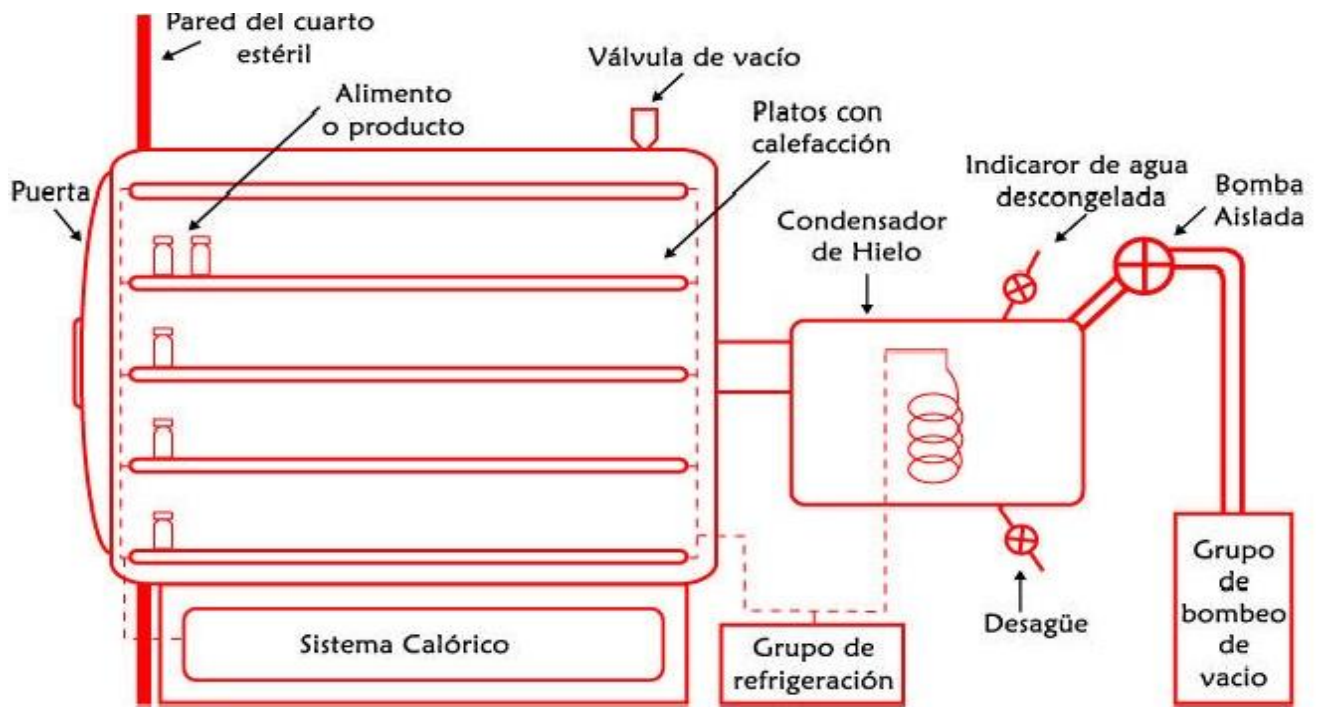 Pared del cuarto
estéril
Válvula de vacío
Alimento
o producto
Platos con
calefacción
Puerta
Indicaror de agua
descongelada
Bomba
Aislada
Condensador
de Hielo
Desagüe
Grupo
de
bombeo
de
vacio
Sistema Calórico
Grupo de
refrigeración